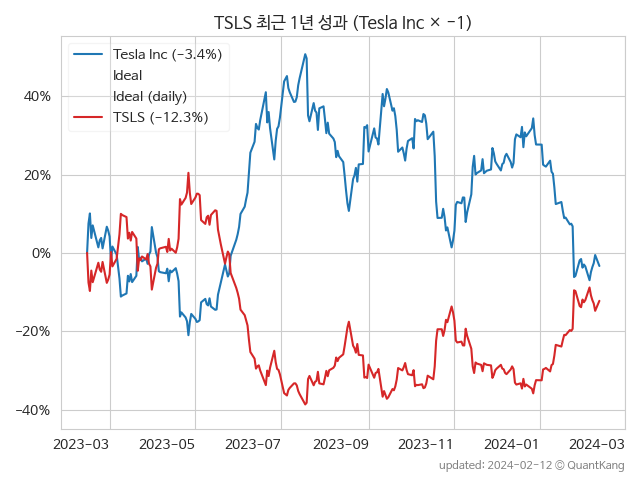 TSLS 최근 1년 성과 (Tesla Inc × −1)
Tesla Inc (−3.4%)
Ideal
Ideal (daily)
TSLS (−12.3%)
40%
20%
0%
−20%
−40%
2023−03 2023−05 2023−07 2023−09 2023−11 2024−01 2024−03
updated: 2024−02−12 © QuantKang